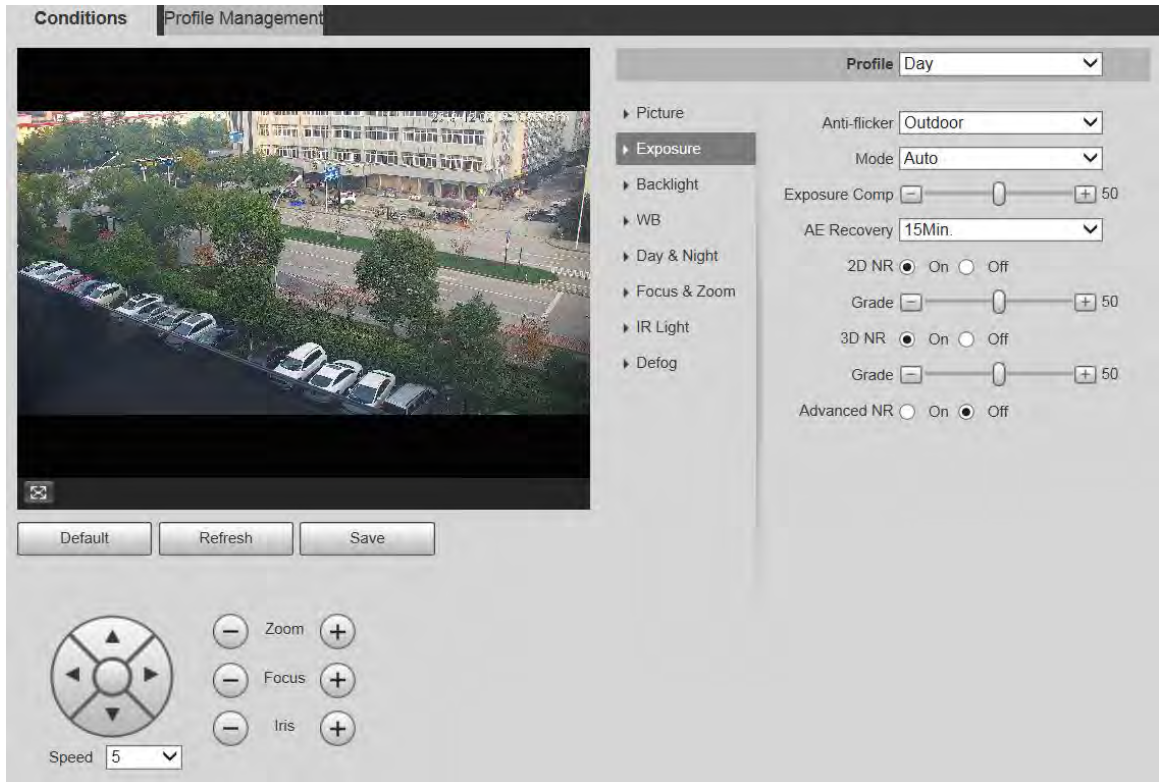 Conditions Profile Management
Profile Day
Picture
Exposure
Backlight
WB
Day & Night
Focus & Zoom
IR Light
Defog
Anti-flicker Outdoor
Mode Auto
Exposure Comp 50
AE Recovery 15Min.
2D NR On Off
Grade 50
3D NR On Off
Grade 50
Advanced NR On Off
Default Refresh Save
Zoom
Focus
Iris
Speed 5